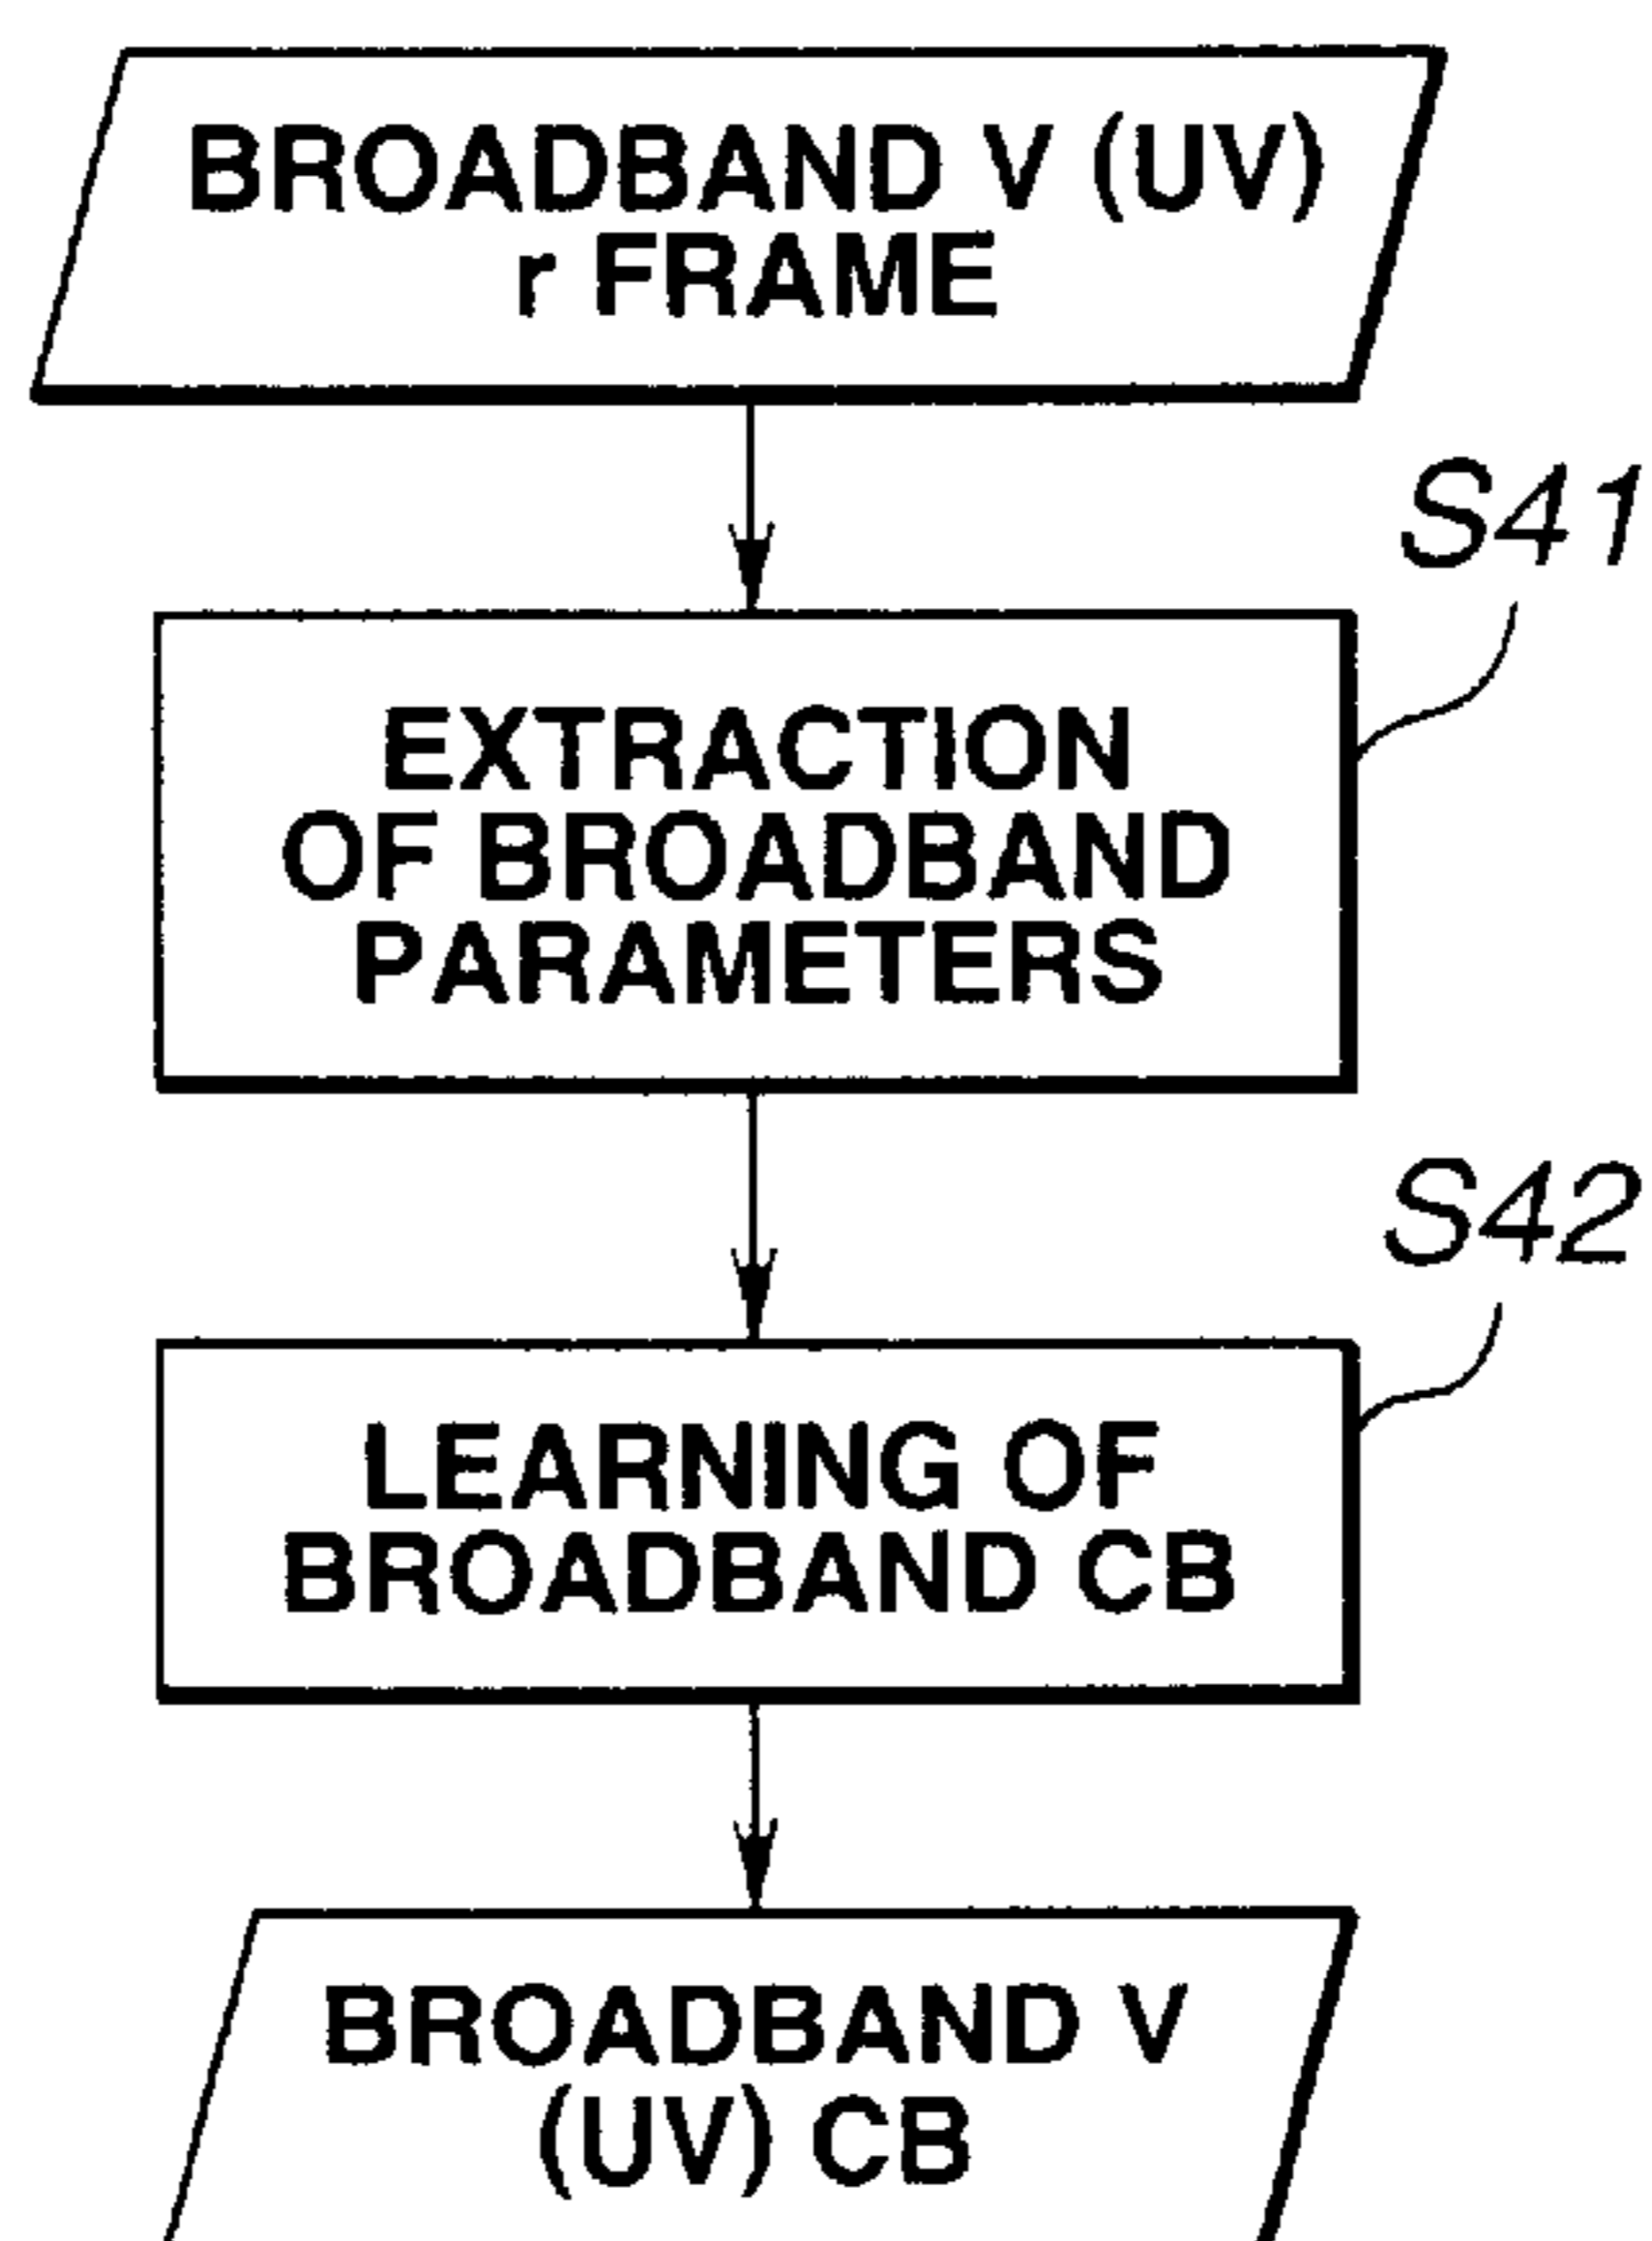 BROADBAND V (UV)
r FRAME
S41
EXTRACTION
OF BROADBAND
PARAMETERS
S42
LEARNING OF
BROADBAND CB
BROADBAND V
(UV) CB